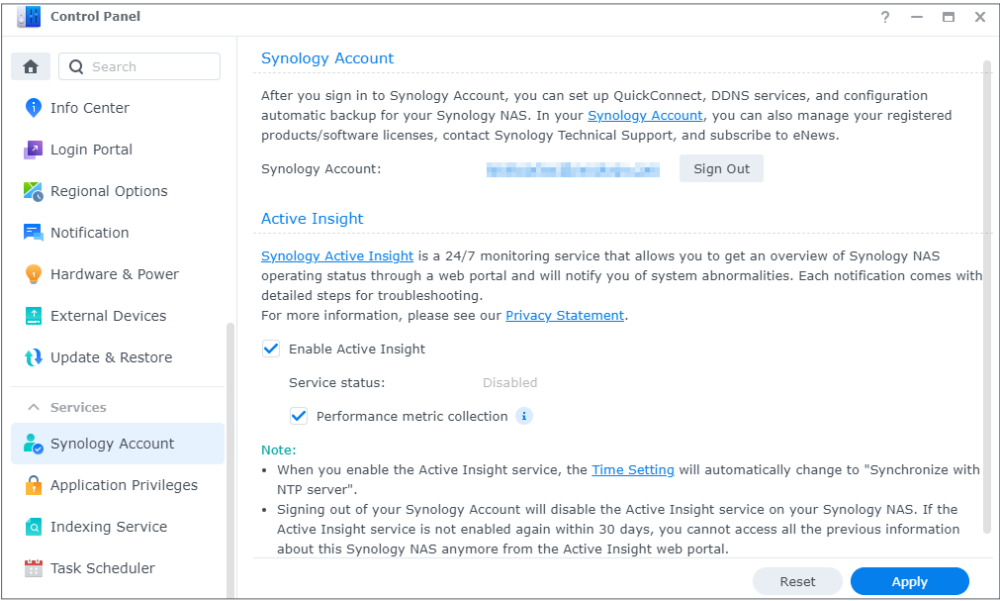 Control Panel
?
Search
Info Center
Login Portal
Regional Options
Notification
Hardware & Power
External Devices
Update & Restore
Services
Synology Account
Application Privileges
Indexing Service
Task Scheduler
Synology Account
After you sign in to Synology Account, you can set up QuickConnect, DDNS services, and configuration
automatic backup for your Synology NAS. In your Synology Account, you can also manage your registered
products/software licenses, contact Synology Technical Support, and subscribe to eNews.
Synology Account:
Sign Out
Active Insight
Synology Active Insight is a 24/7 monitoring service that allows you to get an overview of Synology NAS
operating status through a web portal and will notify you of system abnormalities. Each notification comes with
detailed steps for troubleshooting.
For more information, please see our Privacy Statement.
Enable Active Insight
Service status: Disabled
Performance metric collection i
Note:
• When you enable the Active Insight service, the Time Setting will automatically change to "Synchronize with
NTP server".
• Signing out of your Synology Account will disable the Active Insight service on your Synology NAS. If the
Active Insight service is not enabled again within 30 days, you cannot access all the previous information
about this Synology NAS anymore from the Active Insight web portal.
Reset
Apply